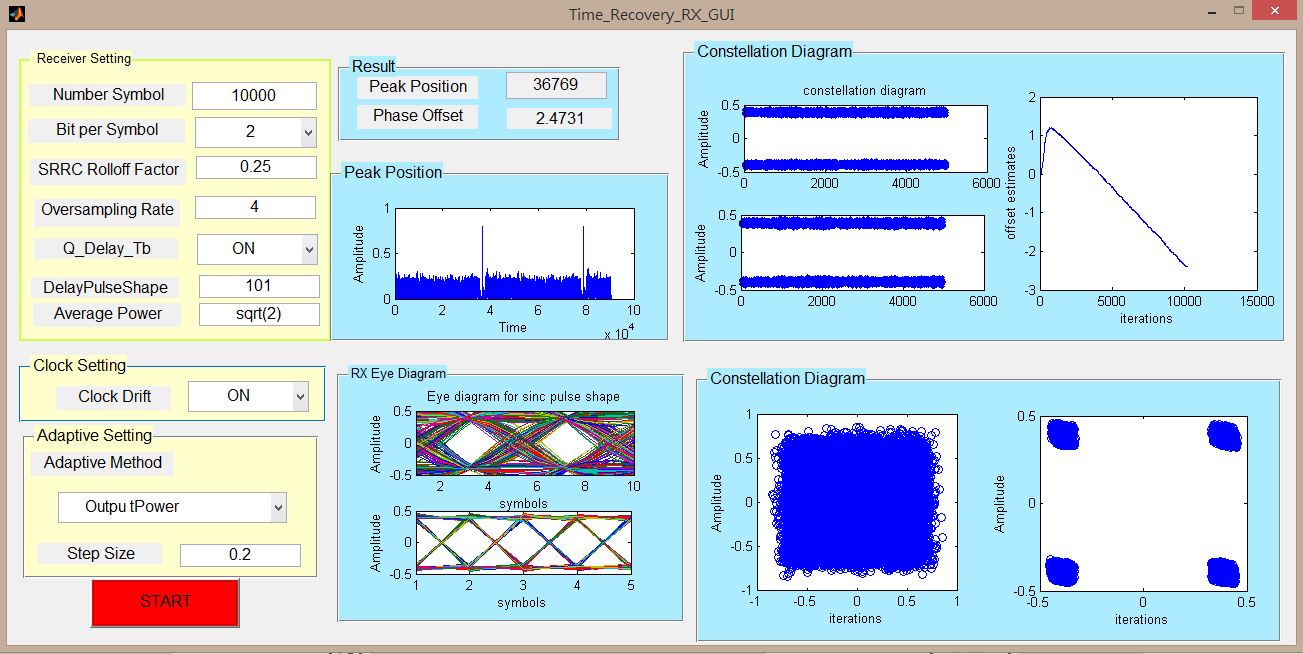 Time_Recovery_RX_GUI
Receiver Setting
Number Symbol 10000
Bit per Symbol 2
SRRC Rolloff Factor 0.25
Oversampling Rate 4
Q_Delay_Tb ON
DelayPulseShape 101
Average Power sqrt(2)
Clock Setting
Clock Drift ON
Adaptive Setting
Adaptive Method
Outpu tPower
Step Size 0.2
START
Result
Peak Position 36769
Phase Offset 2.4731
Peak Position
1
0.5
0
Amplitude
0 2 4 6 8 10
Time
x 10^4
RX Eye Diagram
Eye diagram for sinc pulse shape
0.5
0
-0.5
Amplitude
2 4 6 8 10
symbols
0.5
0
-0.5
Amplitude
1 2 3 4 5
symbols
Constellation Diagram
constellation diagram
0.5
0
-0.5
Amplitude
0 2000 4000 6000
0.5
0
-0.5
Amplitude
0 2000 4000 6000
2
1
0
-1
-2
-3
offset estimates
0 5000 10000 15000
iterations
Constellation Diagram
1
0.5
0
-0.5
-1
Amplitude
-1 -0.5 0 0.5 1
iterations
0.5
0
-0.5
Amplitude
-0.5 0 0.5
iterations